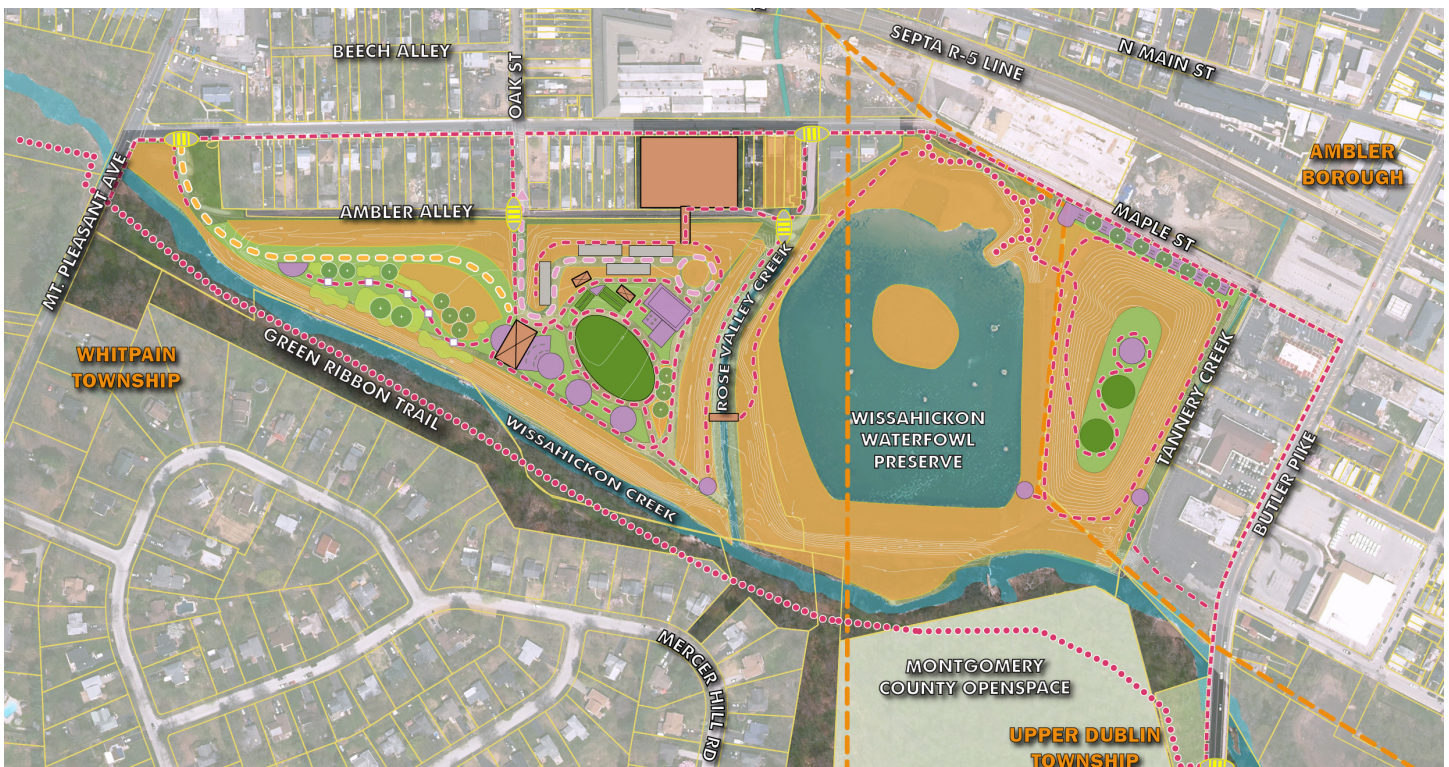 BEECH ALLEY
OAK ST
SEPTA R-5 LINE
N MAIN ST
AMBLER
BOROUGH
MT. PLEASANT AVE
AMBLER ALLEY
MAPLE ST
ROSE VALLEY CREEK
WHITPAIN
TOWNSHIP
GREEN RIBBON TRAIL
WISSAHICKON CREEK
WISSAHICKON
WATERFOWL
PRESERVE
TANNERY CREEK
BUTLER PIKE
MERCER HILL RD
MONTGOMERY
COUNTY OPENSPACE
UPPER DUBLIN
TOWNSHIP